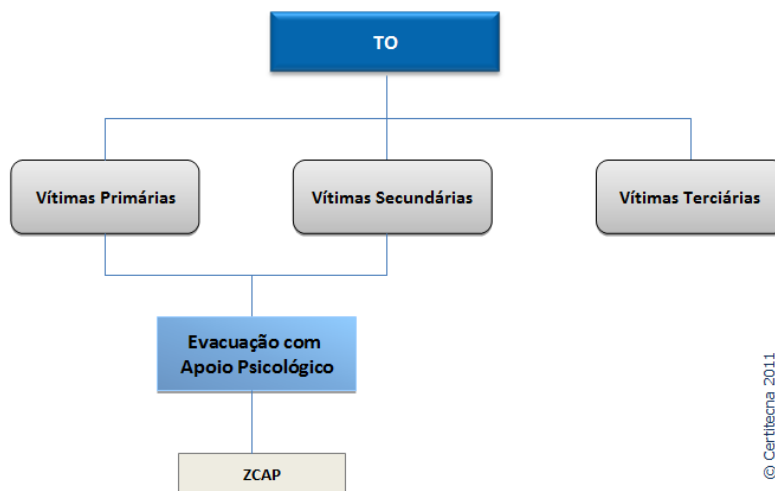 TO
Vítimas Primárias
Vítimas Secundárias
Vítimas Terciárias
Evacuação com
Apoio Psicológico
ZCAP
© Certitecna 2011